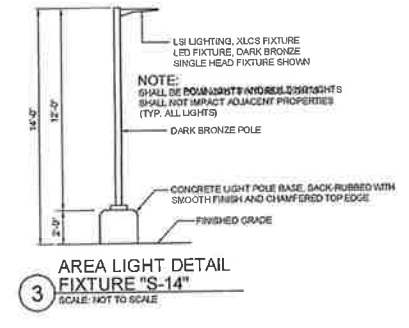 LSI LIGHTING, XLCS FIXTURE
LED FIXTURE, DARK BRONZE
SINGLE HEAD FIXTURE SHOWN
NOTE:
SHALL BE
SHALL NOT IMPACT ADJACENT PROPERTIES
(TYP. ALL LIGHTS)
DARK BRONZE POLE
14'-0"
12'-0"
CONCRETE LIGHT POLE BASE, SACK-RUBBED WITH
SMOOTH FINISH AND CHAMFERED TOP EDGE
2'-0"
FINISHED GRADE
3
AREA LIGHT DETAIL
FIXTURE "S-14"
SCALE: NOT TO SCALE